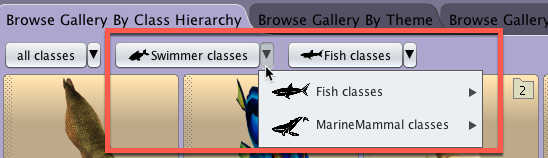 Browse Gallery By Class Hierarchy Browse Gallery By Theme Browse Gallery
all classes Swimmer classes Fish classes
Fish classes
2
MarineMammal classes